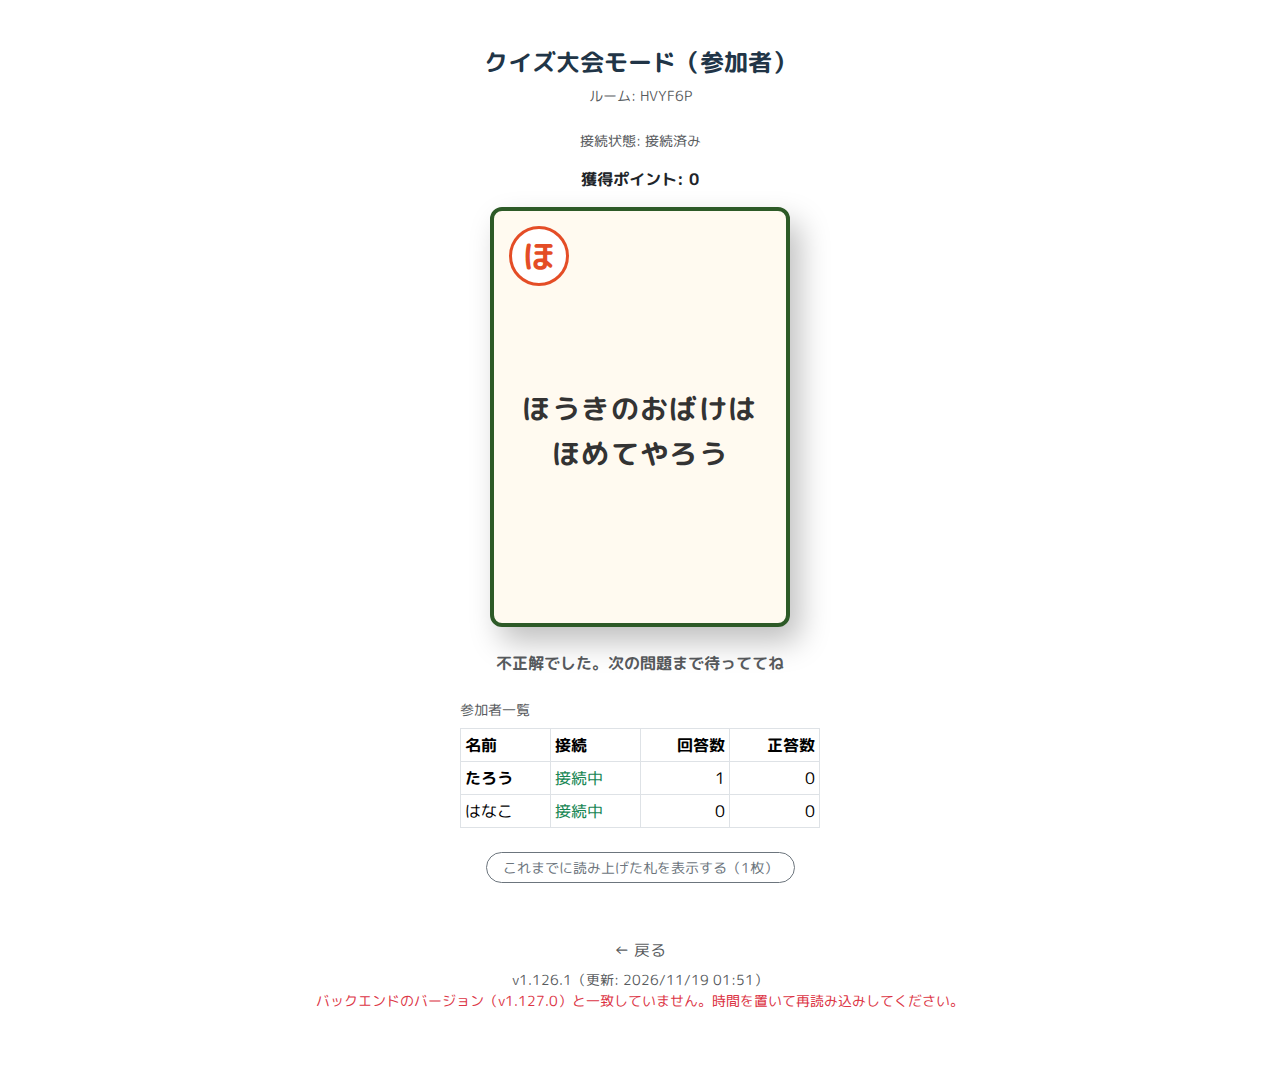 クイズ大会モード（参加者）
ルーム: HVYF6P
接続状態: 接続済み
獲得ポイント: 0
ほ
ほうきのおばけは
ほめてやろう
不正解でした。次の問題まで待っててね
参加者一覧
名前 接続 回答数 正答数
たろう 接続中 1 0
はなこ 接続中 0 0
これまでに読み上げた札を表示する（1枚）
← 戻る
v1.126.1（更新: 2026/11/19 01:51）
バックエンドのバージョン（v1.127.0）と一致していません。時間を置いて再読み込みしてください。